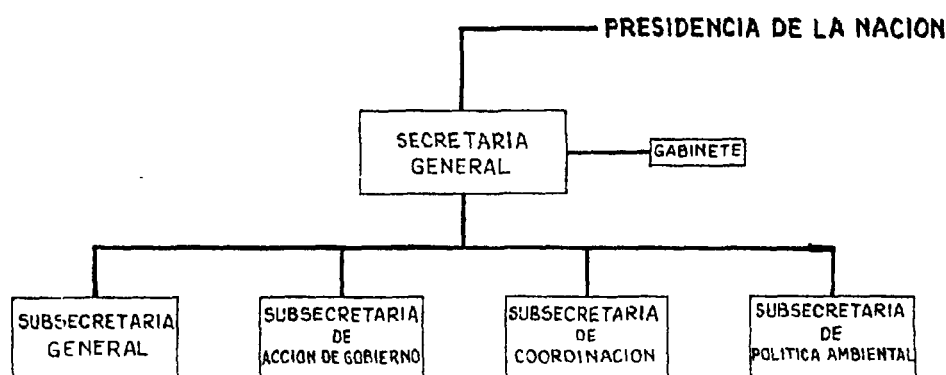 PRESIDENCIA DE LA NACION
SECRETARIA
GENERAL
GABINETE
SUBSECRETARIA
GENERAL
SUBSECRETARIA
DE
ACCION DE GOBIERNO
SUBSECRETARIA
DE
COORDINACION
SUBSECRETARIA
DE
POLITICA AMBIENTAL